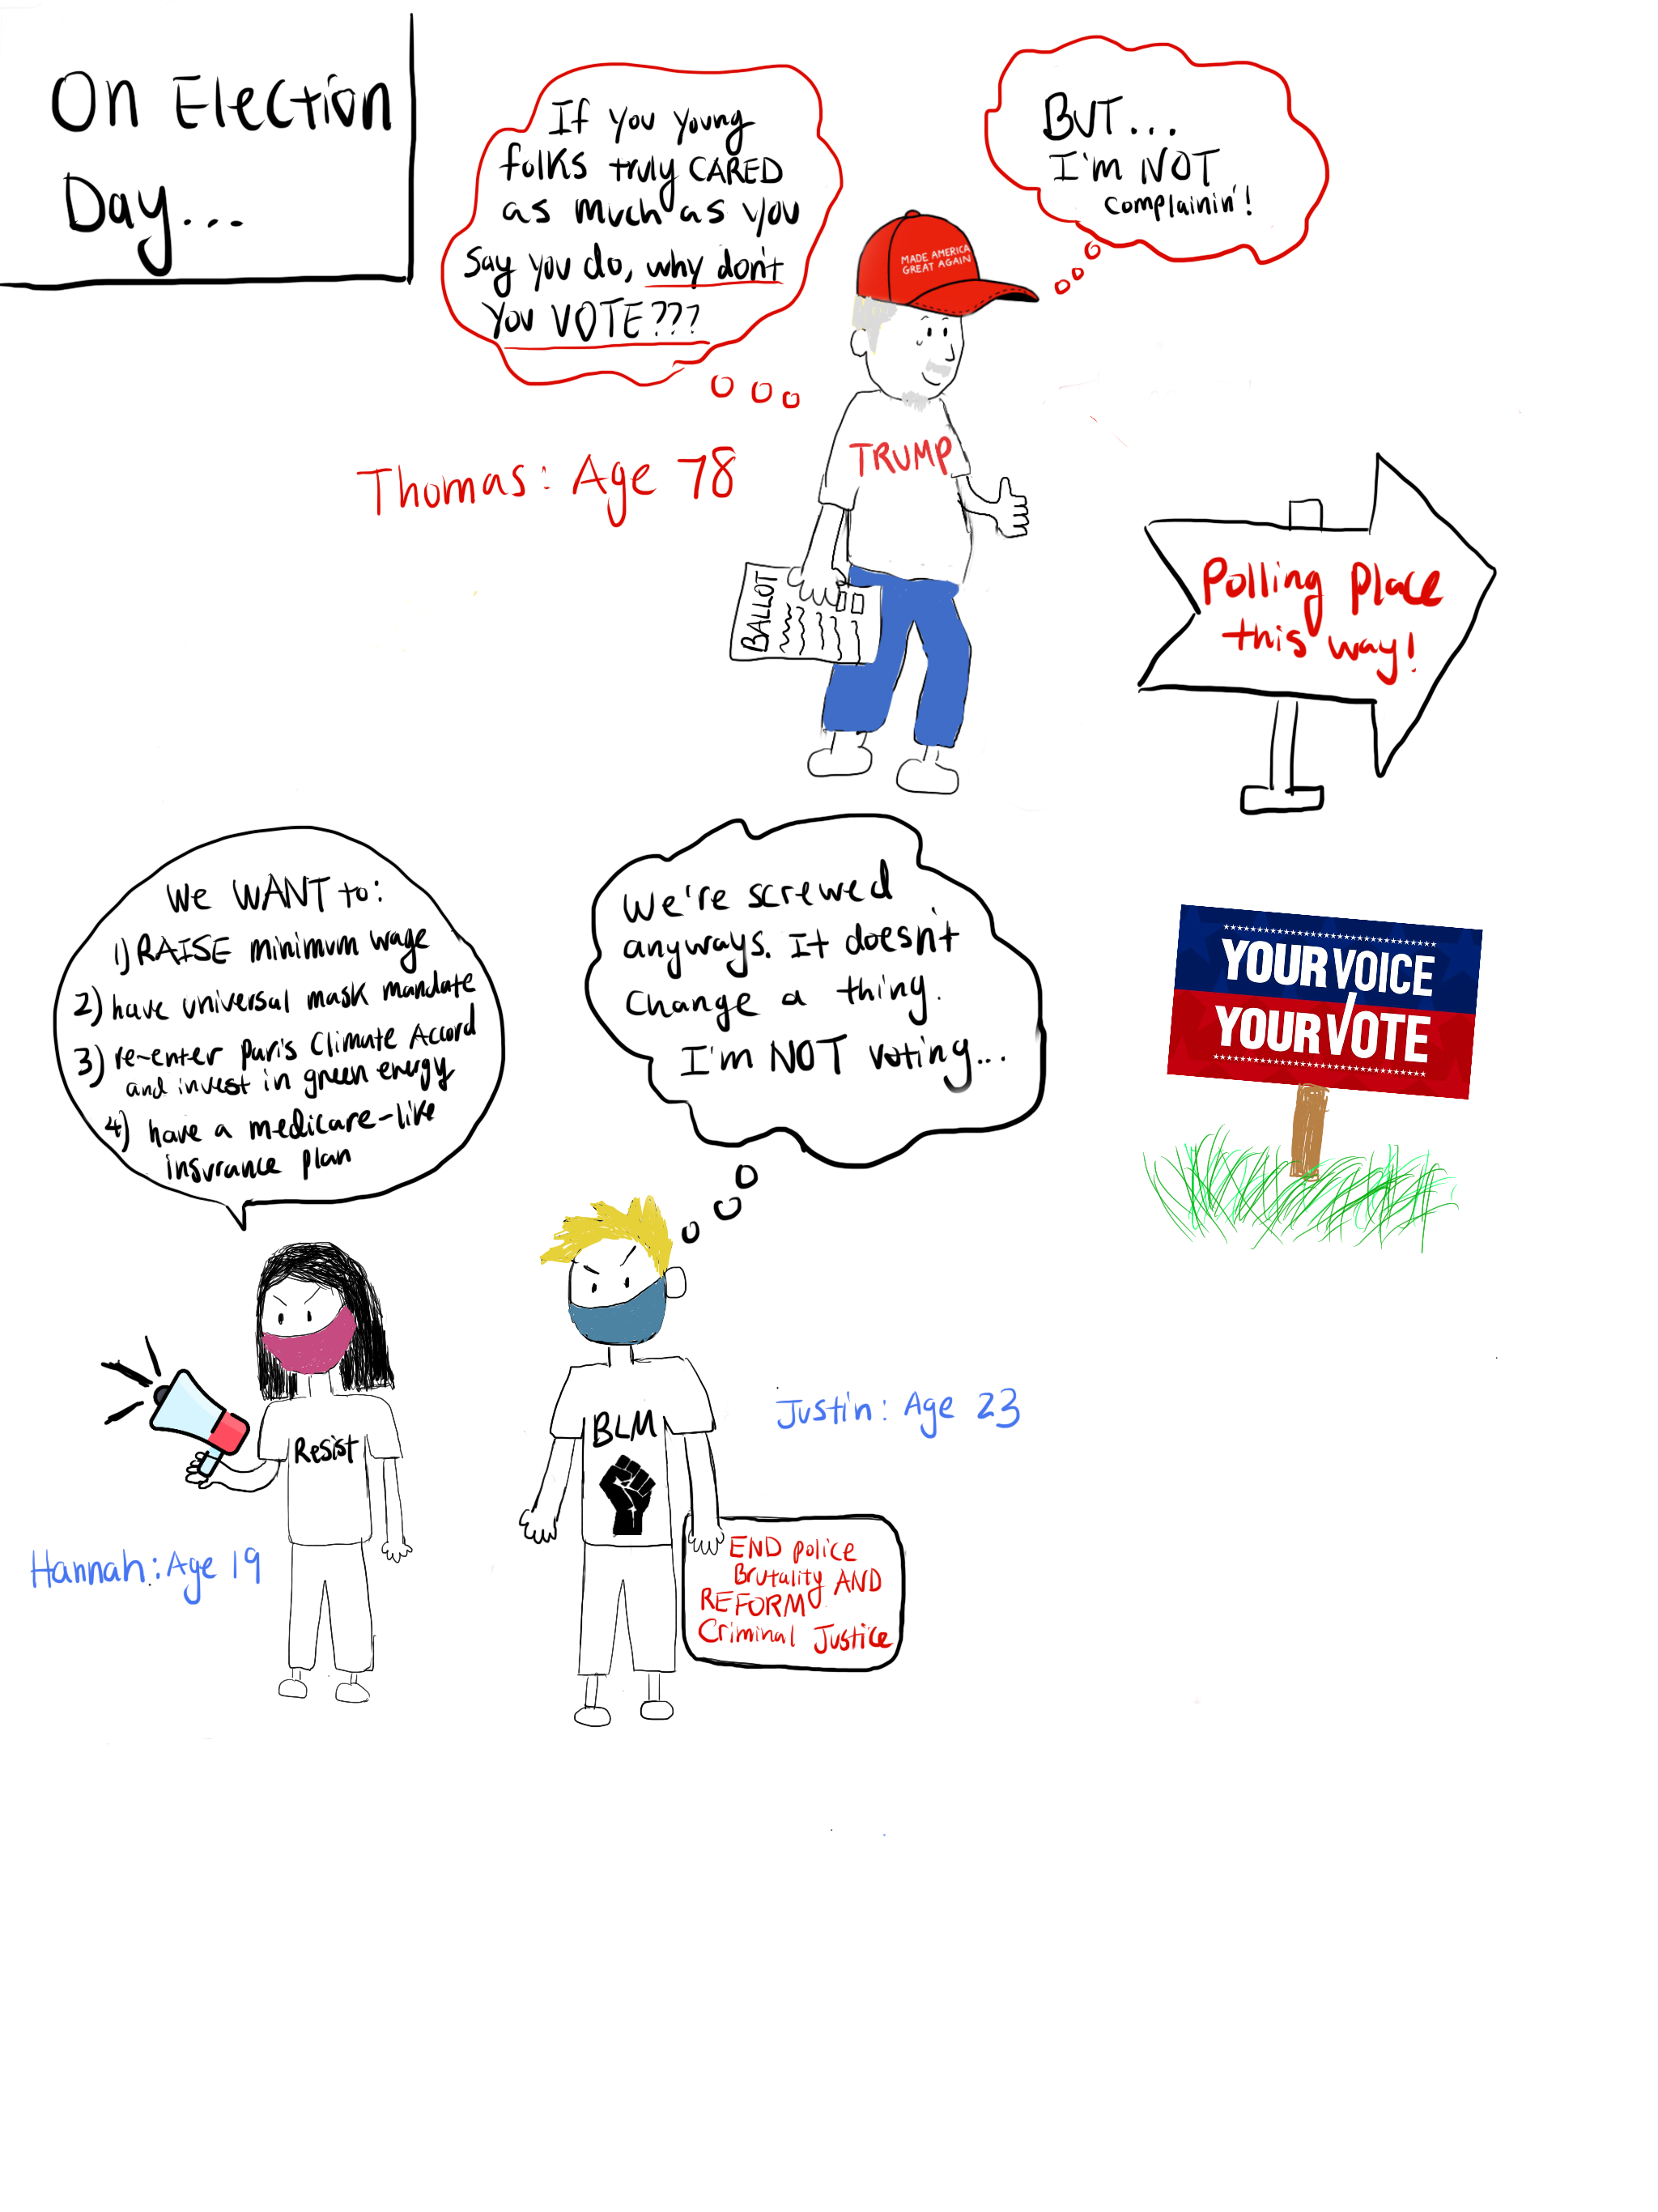 On Election
Day...
If you young
folks truly CARED
as much as you
say you do, why don't
you VOTE???
BUT...
I'm NOT
complainin'!
MADE AMERICA
GREAT AGAIN
TRUMP
Thomas: Age 78
BALLOT
Polling place
this way!
We WANT to:
1) RAISE minimum wage
2) have universal mask mandate
3) re-enter Paris Climate Accord
and invest in green energy
4) have a medicare-like
insurance plan
We're screwed
anyways. It doesn't
change a thing.
I'm NOT voting...
YOUR VOICE
YOUR VOTE
Resist
Hannah: Age 19
BLM
Justin: Age 23
END police
Brutality AND
REFORM
Criminal Justice